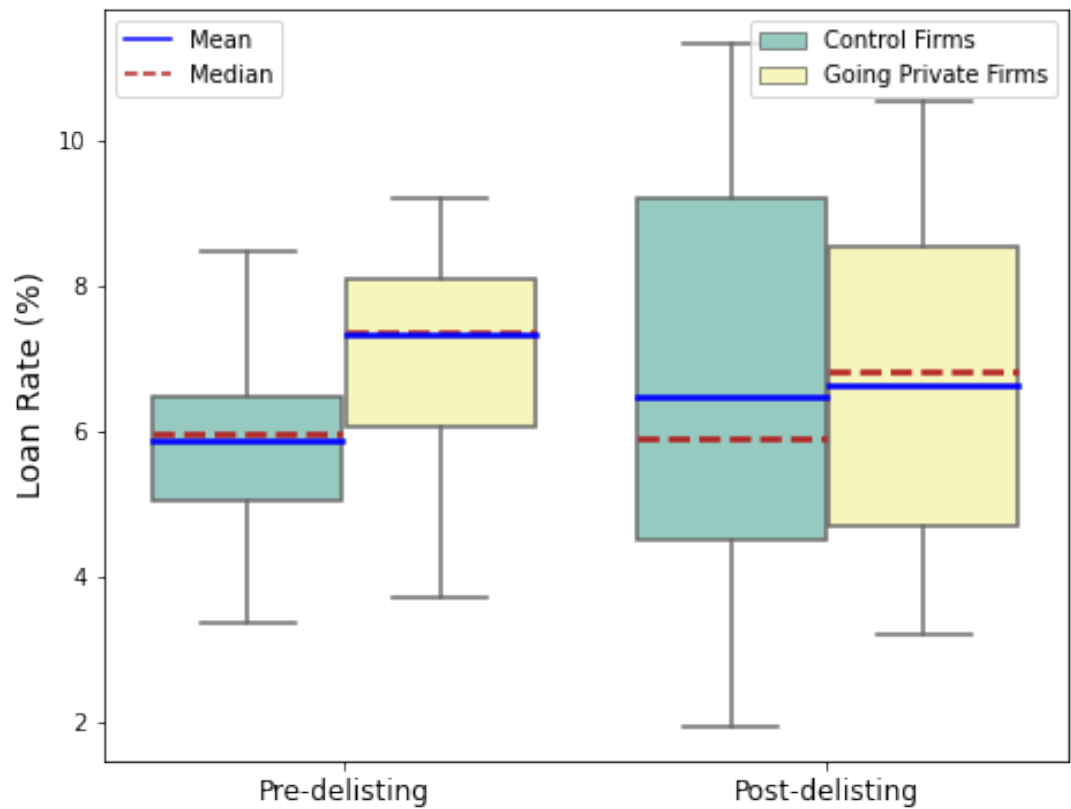 Mean
Median
Control Firms
Going Private Firms
10
8
6
4
2
Loan Rate (%)
Pre-delisting
Post-delisting